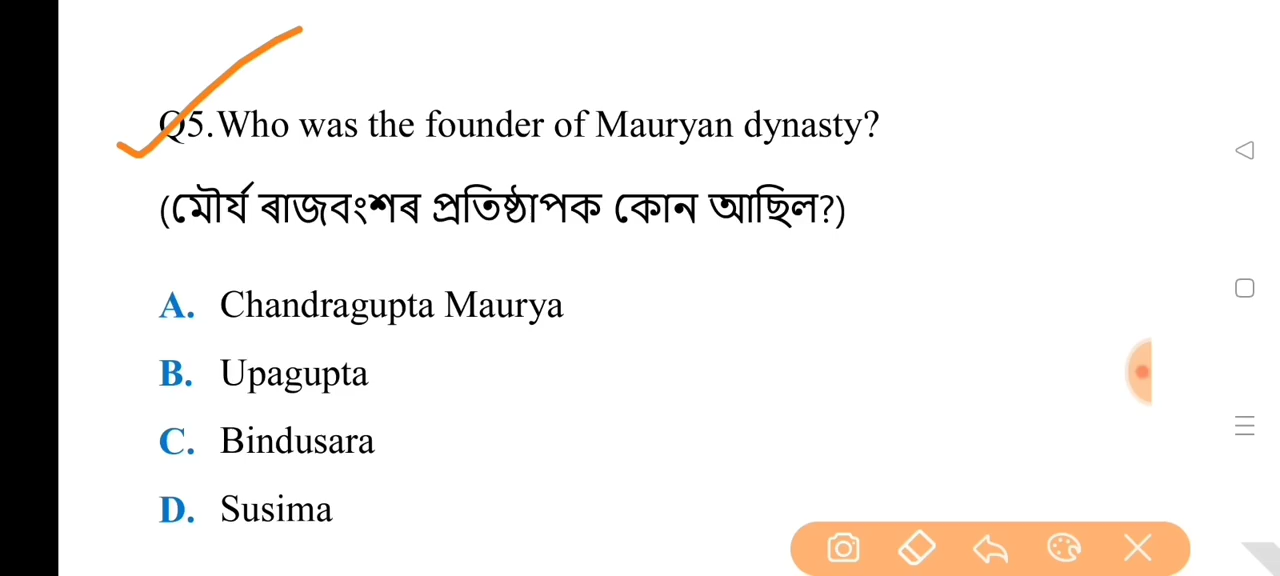 Q5.Who was the founder of Mauryan dynasty?
(মৌৰ্য ৰাজবংশৰ প্ৰতিষ্ঠাপক কোন আছিল?)
A. Chandragupta Maurya
B. Upagupta
C. Bindusara
D. Susima